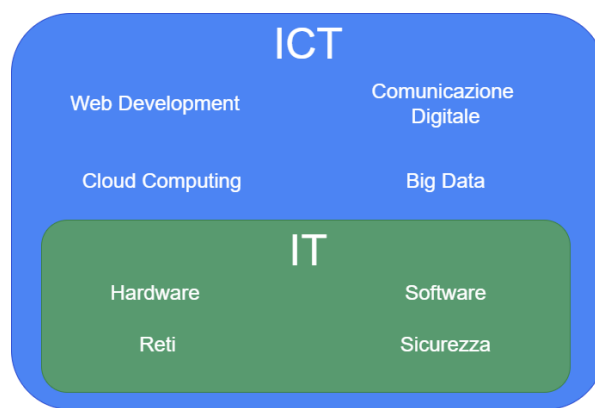 ICT
Web Development
Comunicazione
Digitale
Cloud Computing
Big Data
IT
Hardware
Software
Reti
Sicurezza